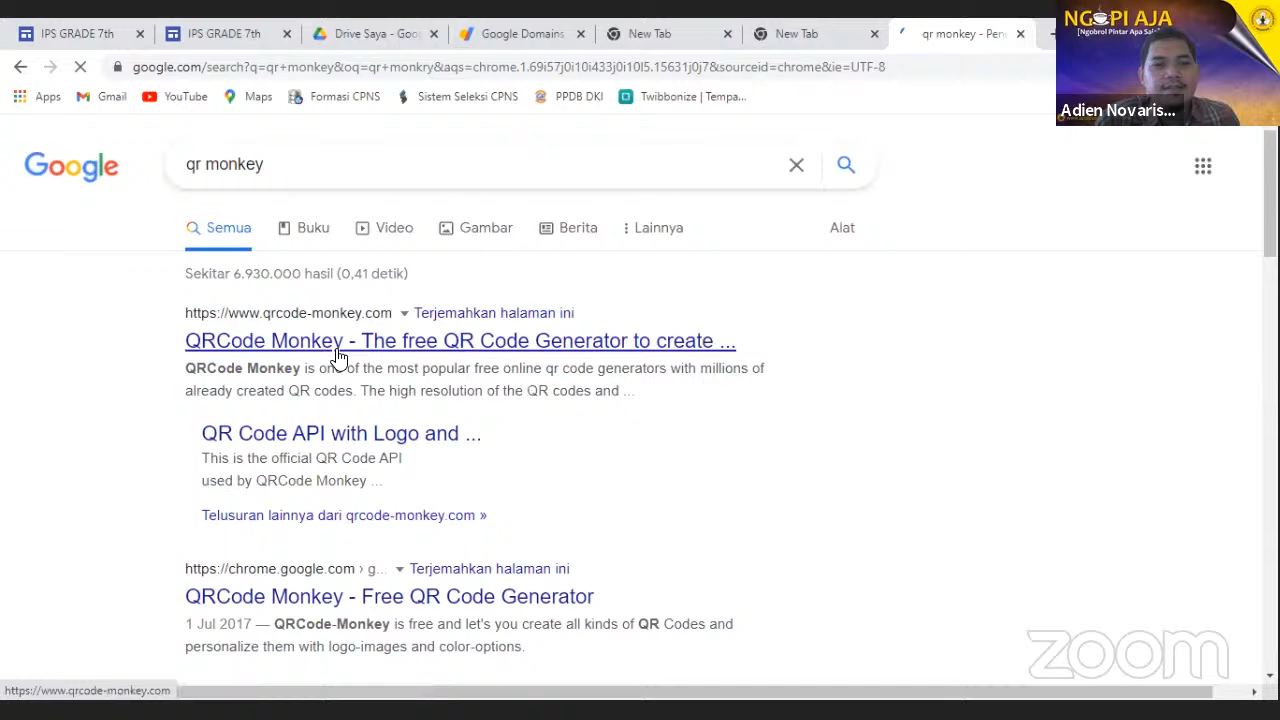 IPS GRADE 7th
IPS GRADE 7th
Drive Saya - Goog
Google Domains
New Tab
New Tab
qr monkey - Pen
google.com/search?q=qr+monkey&oq=qr+monkry&aqs=chrome.1.69i57j0i10i433j0i10l5.15631j0j7&sourceid=chrome&ie=UTF-8
Apps
Gmail
YouTube
Maps
Formasi CPNS
Sistem Seleksi CPNS
PPDB DKI
Twibbonize | Tempa...
NGOPI AJA
Adien Novaris...
Google
qr monkey
Semua
Buku
Video
Gambar
Berita
Lainnya
Alat
Sekitar 6.930.000 hasil (0,41 detik)
https://www.qrcode-monkey.com Terjemahkan halaman ini
QRCode Monkey - The free QR Code Generator to create ...
QRCode Monkey is one of the most popular free online qr code generators with millions of
already created QR codes. The high resolution of the QR codes and ...
QR Code API with Logo and ...
This is the official QR Code API
used by QRCode Monkey ...
Telusuran lainnya dari qrcode-monkey.com »
https://chrome.google.com › g... Terjemahkan halaman ini
QRCode Monkey - Free QR Code Generator
1 Jul 2017 — QRCode-Monkey is free and let's you create all kinds of QR Codes and
personalize them with logo-images and color-options.
zoom
https://www.qrcode-monkey.com